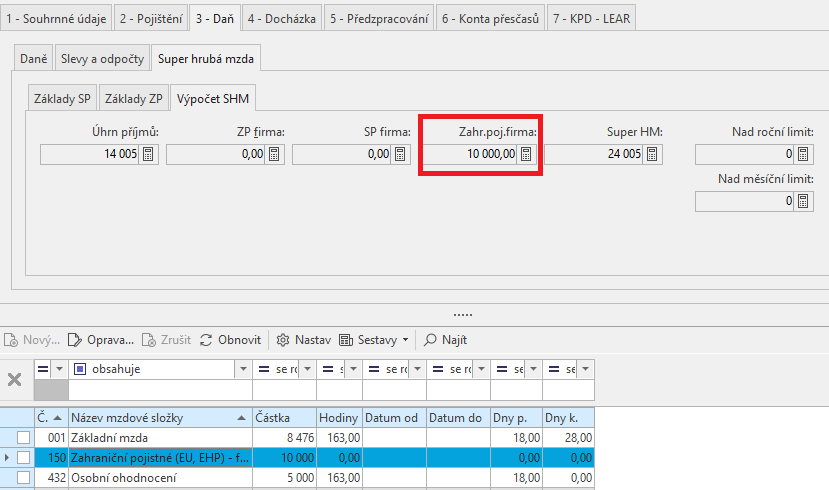 1 - Souhrnné údaje 2 - Pojištění 3 - Daň 4 - Docházka 5 - Předzpracování 6 - Konta přesčasů 7 - KPD - LEAR
Daně Slevy a odpočty Super hrubá mzda
Základy SP Základy ZP Výpočet SHM
Úhrn příjmů: ZP firma: SP firma: Zahr.poj.firma: Super HM: Nad roční limit:
14 005 0,00 0,00 10 000,00 24 005 0
Nad měsíční limit:
0
Nový... Oprava... Zrušit Obnovit Nastav Sestavy Najít
= obsahuje = se ro = s = se ro = se ro = se = se
Č. Název mzdové složky Částka Hodiny Datum od Datum do Dny p. Dny k.
001 Základní mzda 8 476 163,00 18,00 28,00
150 Zahraniční pojistné (EU, EHP) - f... 10 000 0,00 0,00 0,00
432 Osobní ohodnocení 5 000 163,00 18,00 0,00